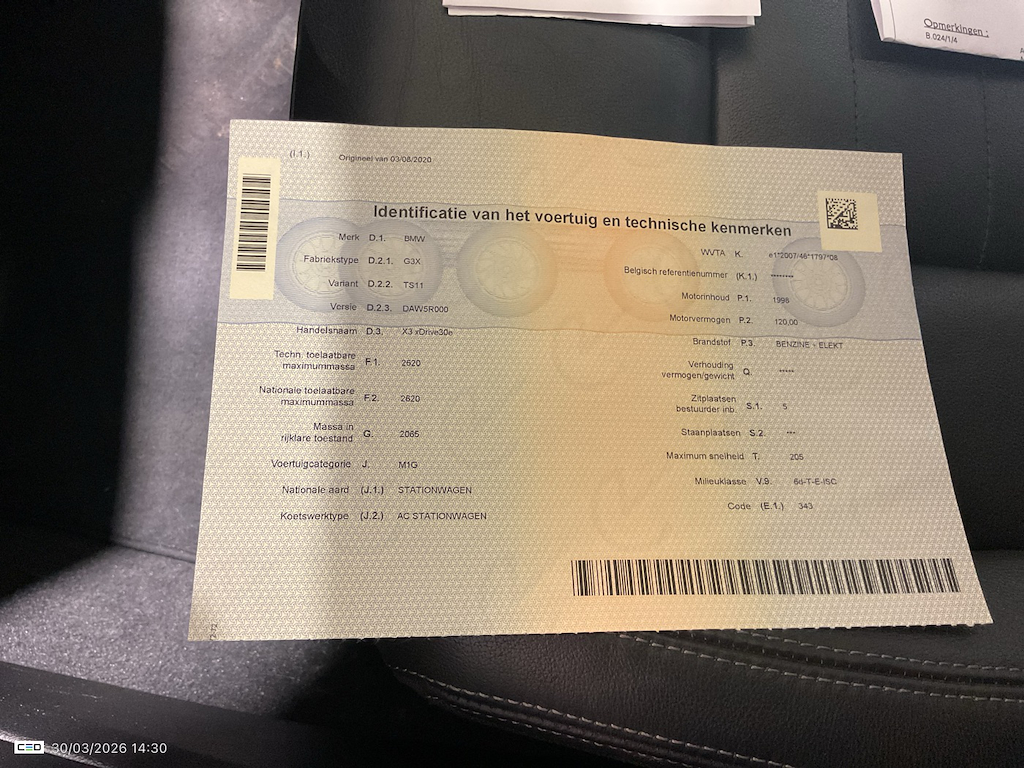 Opmerkingen :
B.024/1/4
(I.1.) Origineel van 03/08/2020
Identificatie van het voertuig en technische kenmerken
Merk D.1. BMW
Fabriekstype D.2.1. G3X
Variant D.2.2. TS11
Versie D.2.3. DAW5R000
Handelsnaam D.3. X3 xDrive30e
Techn. toelaatbare
maximummassa F.1. 2620
Nationale toelaatbare
maximummassa F.2. 2620
Massa in
rijklare toestand G. 2065
Voertuigcategorie J. M1G
Nationale aard (J.1.) STATIONWAGEN
Koetswerktype (J.2.) AC STATIONWAGEN
WVTA K. e1*2007/46*1797*08
Belgisch referentienummer (K.1.) ********
Motorinhoud P.1. 1998
Motorvermogen P.2. 120,00
Brandstof P.3. BENZINE + ELEKT
Verhouding
vermogen/gewicht Q. *****
Zitplaatsen
bestuurder inb. S.1. 5
Staanplaatsen S.2. ***
Maximum snelheid T. 205
Milieuklasse V.9. 6d-T-E-ISC
Code (E.1.) 343
CEO 30/03/2026 14:30